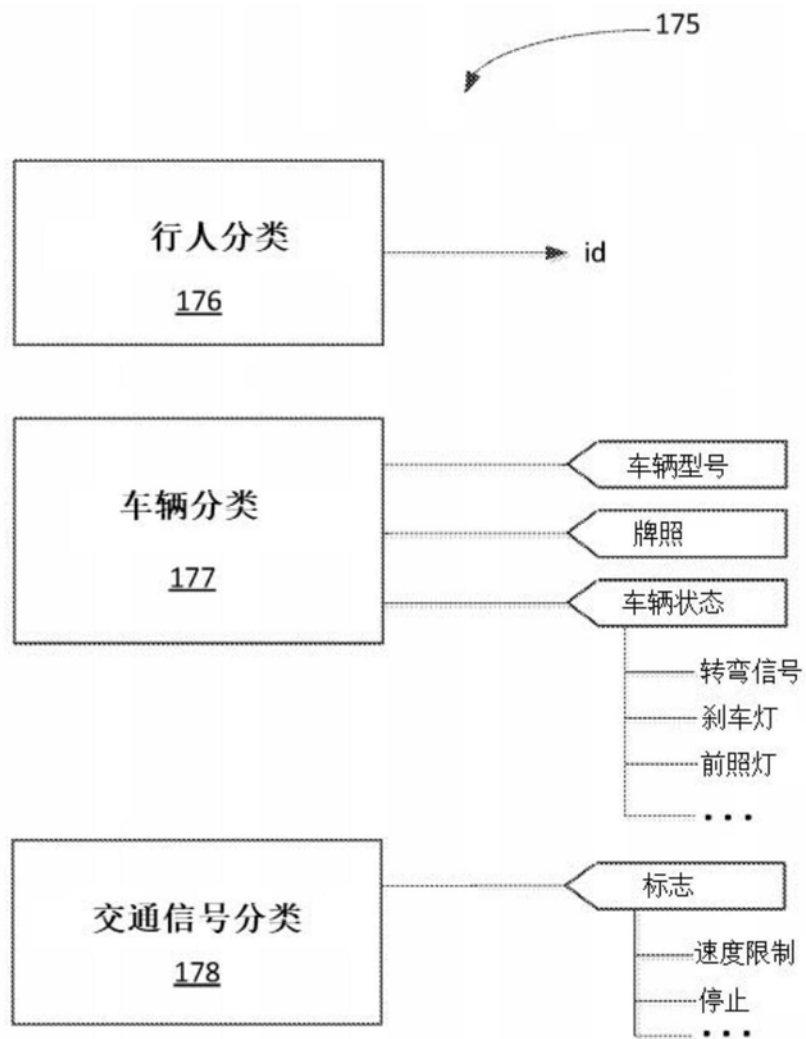 175
行人分类
176
id
车辆分类
177
车辆型号
牌照
车辆状态
转弯信号
刹车灯
前照灯
...
交通信号分类
178
标志
速度限制
停止
...